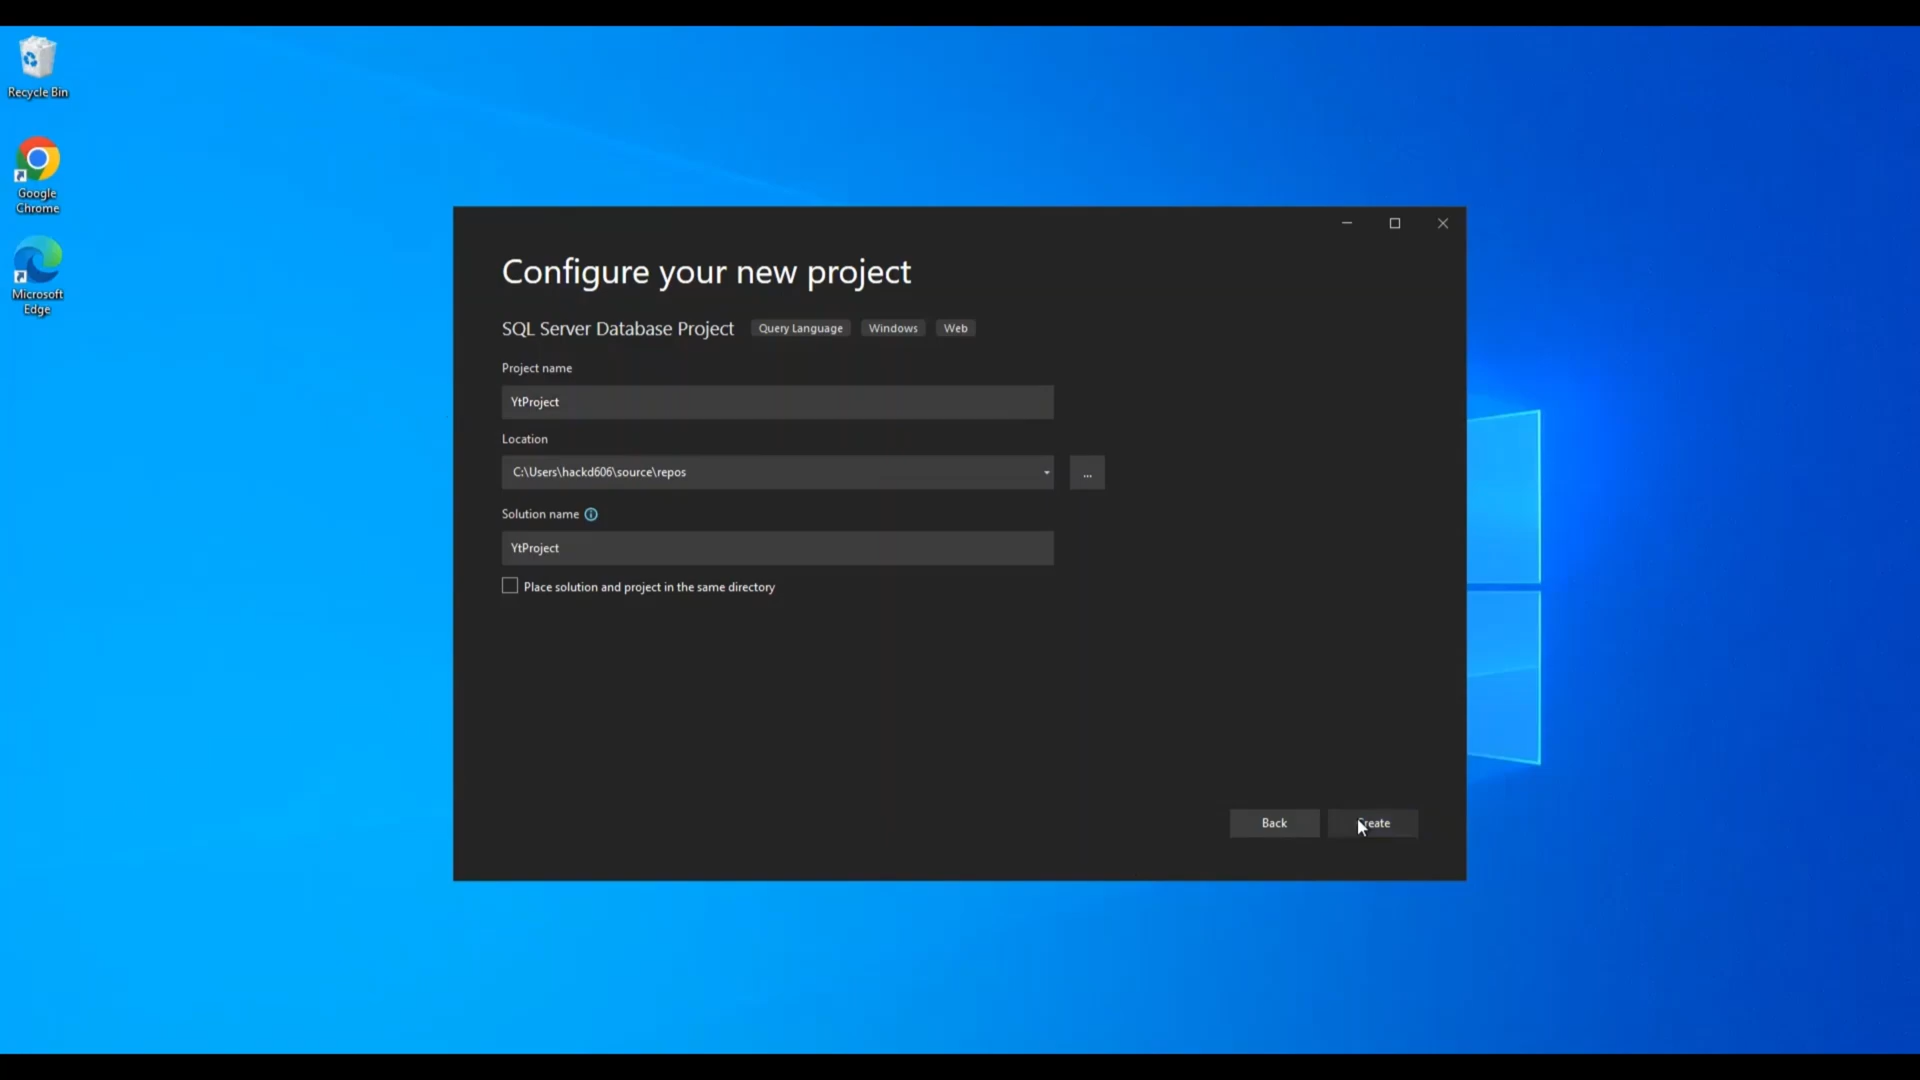 Recycle Bin
Google
Chrome
Microsoft
Edge
Configure your new project
SQL Server Database Project Query Language Windows Web
Project name
YtProject
Location
C:\Users\hackd606\source\repos
...
Solution name
YtProject
Place solution and project in the same directory
Back
Create